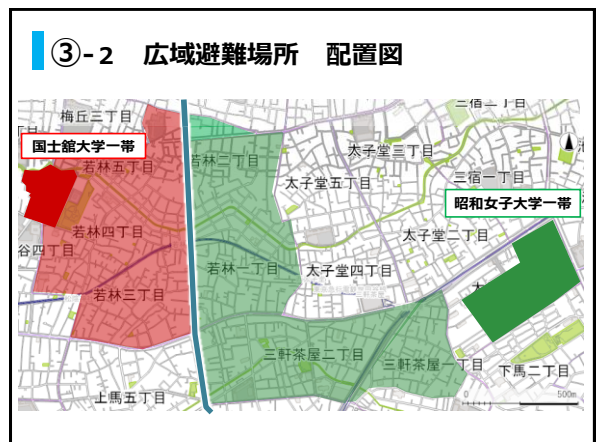 ③-2 広域避難場所 配置図
梅丘三丁目
三宿二丁目
国士舘大学一帯
若林五丁目
若林二丁目
太子堂三丁目
太子堂五丁目
三宿一丁目
昭和女子大学一帯
若林四丁目
太子堂二丁目
谷四丁目
若林一丁目
太子堂四丁目
若林三丁目
三軒茶屋二丁目
三軒茶屋一丁目
下馬二丁目
上馬五丁目
0 500m